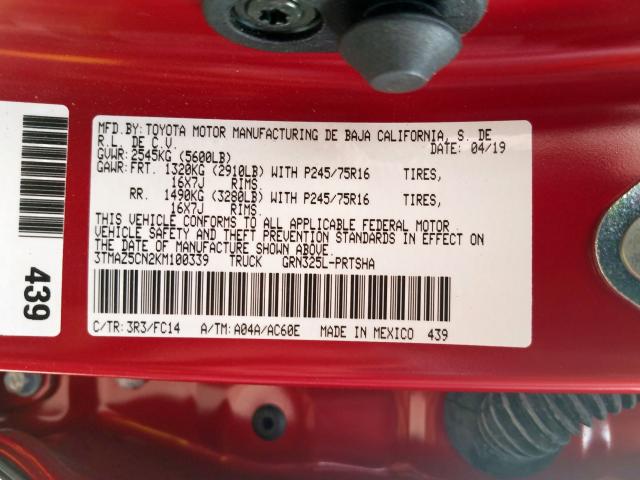 MFD.BY:TOYOTA MOTOR MANUFACTURING DE BAJA CALIFORNIA, S. DE
R.L. DE C.V. DATE: 04/19
GVWR:2545KG (5600LB)
GAWR:FRT. 1320KG (2910LB) WITH P245/75R16 TIRES,
16X7J RIMS.
RR. 1490KG (3280LB) WITH P245/75R16 TIRES,
16X7J RIMS.
THIS VEHICLE CONFORMS TO ALL APPLICABLE FEDERAL MOTOR
VEHICLE SAFETY AND THEFT PREVENTION STANDARDS IN EFFECT ON
THE DATE OF MANUFACTURE SHOWN ABOVE.
3TMAZ5CN2KM100339 TRUCK GRN325L-PRTSHA
C/TR: 3R3/FC14 A/TM: A04A/AC60E MADE IN MEXICO 439
439